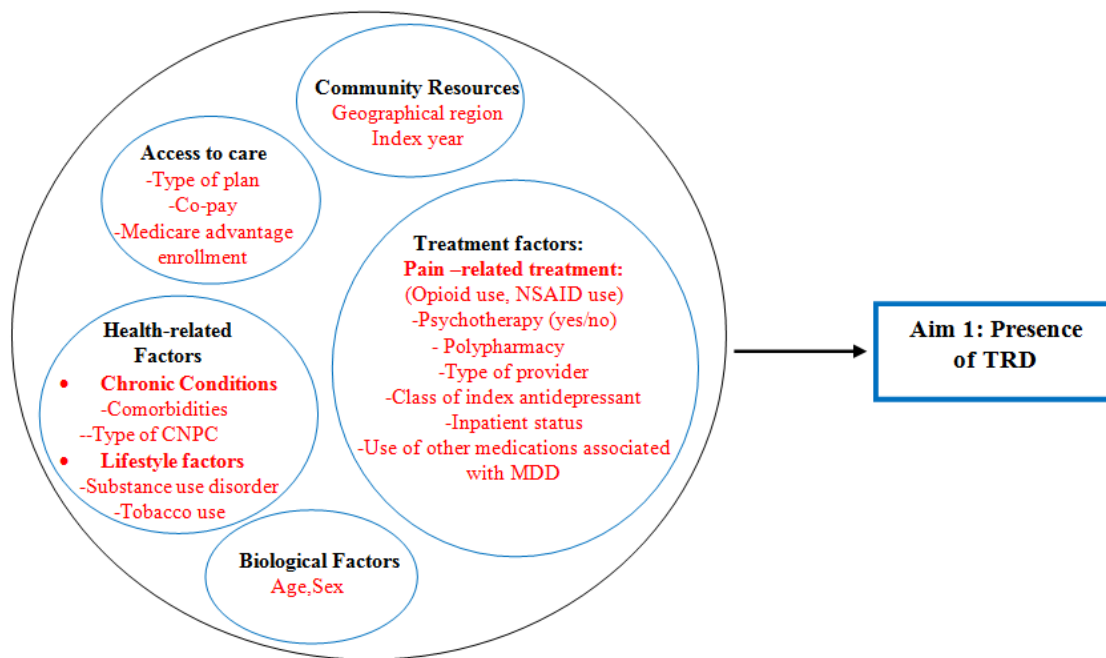 Community Resources
Geographical region
Index year
Access to care
-Type of plan
-Co-pay
-Medicare advantage
enrollment
Treatment factors:
Pain –related treatment:
(Opioid use, NSAID use)
-Psychotherapy (yes/no)
- Polypharmacy
-Type of provider
-Class of index antidepressant
-Inpatient status
-Use of other medications associated
with MDD
Health-related
Factors
• Chronic Conditions
-Comorbidities
--Type of CNPC
• Lifestyle factors
-Substance use disorder
-Tobacco use
Biological Factors
Age,Sex
Aim 1: Presence
of TRD